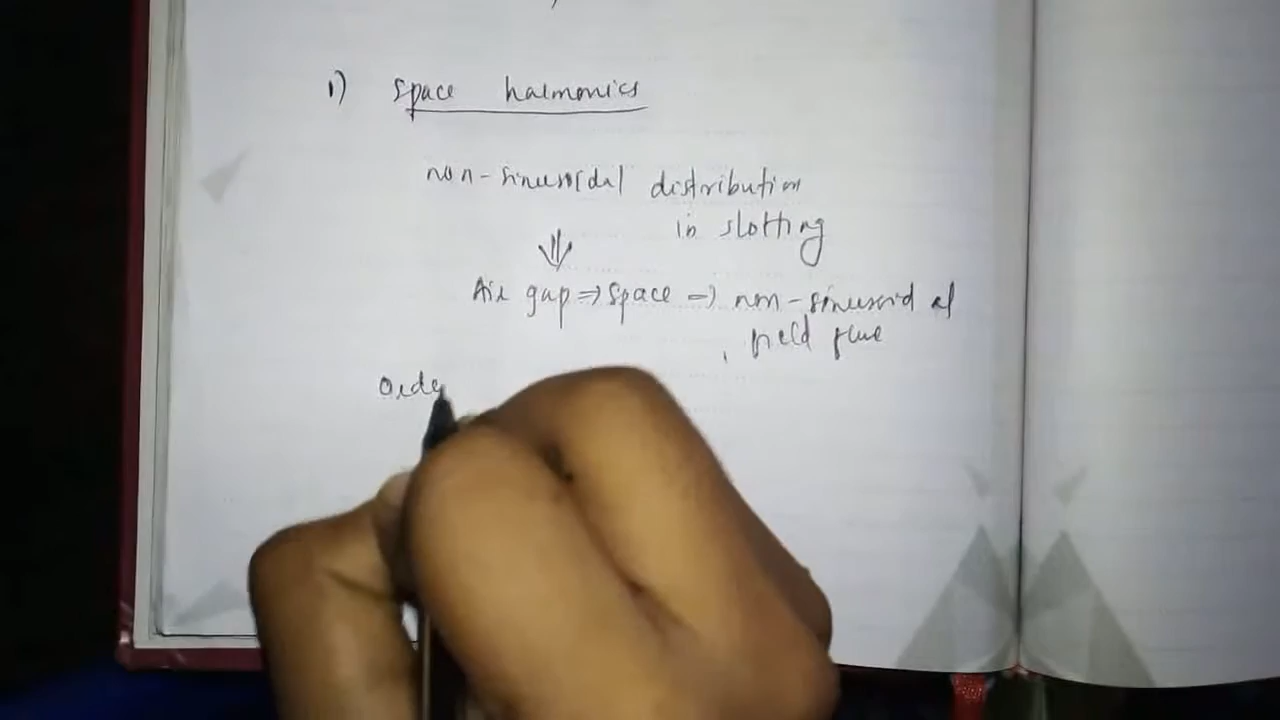 1) Space harmonics
non-sinusoidal distribution
in slotting
⇓
Air gap ⇒ space ⇒ non-sinusoidal
field flux
Orde